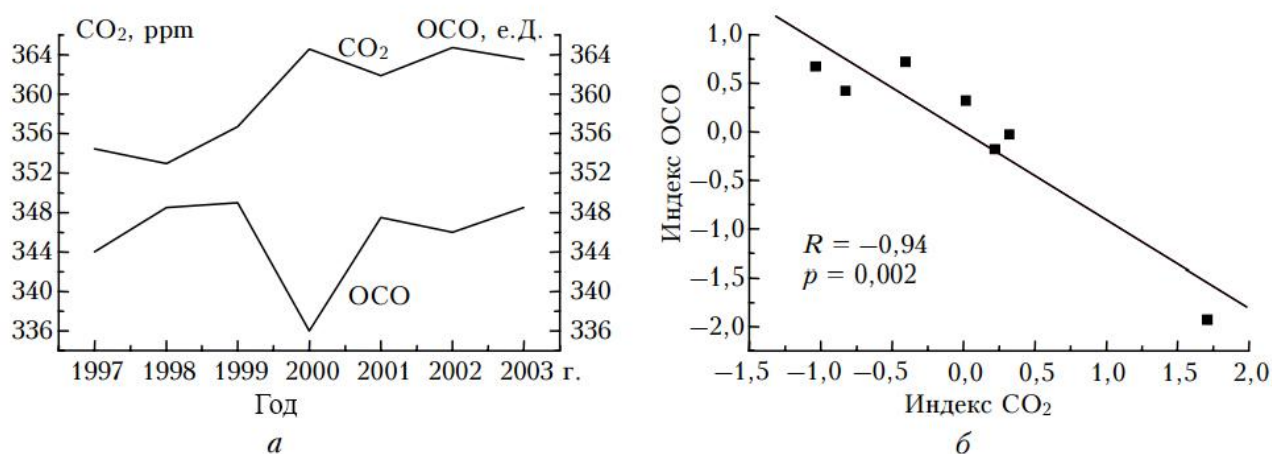 CO₂, ppm
ОСО, е.Д.
364
360
356
352
348
344
340
336
CO₂
ОСО
364
360
356
352
348
344
340
336
1997 1998 1999 2000 2001 2002 2003 г.
Год
а
Индекс ОСО
1,0
0,5
0,0
−0,5
−1,0
−1,5
−2,0
R = −0,94
p = 0,002
−1,5 −1,0 −0,5 0,0 0,5 1,0 1,5 2,0
Индекс CO₂
б